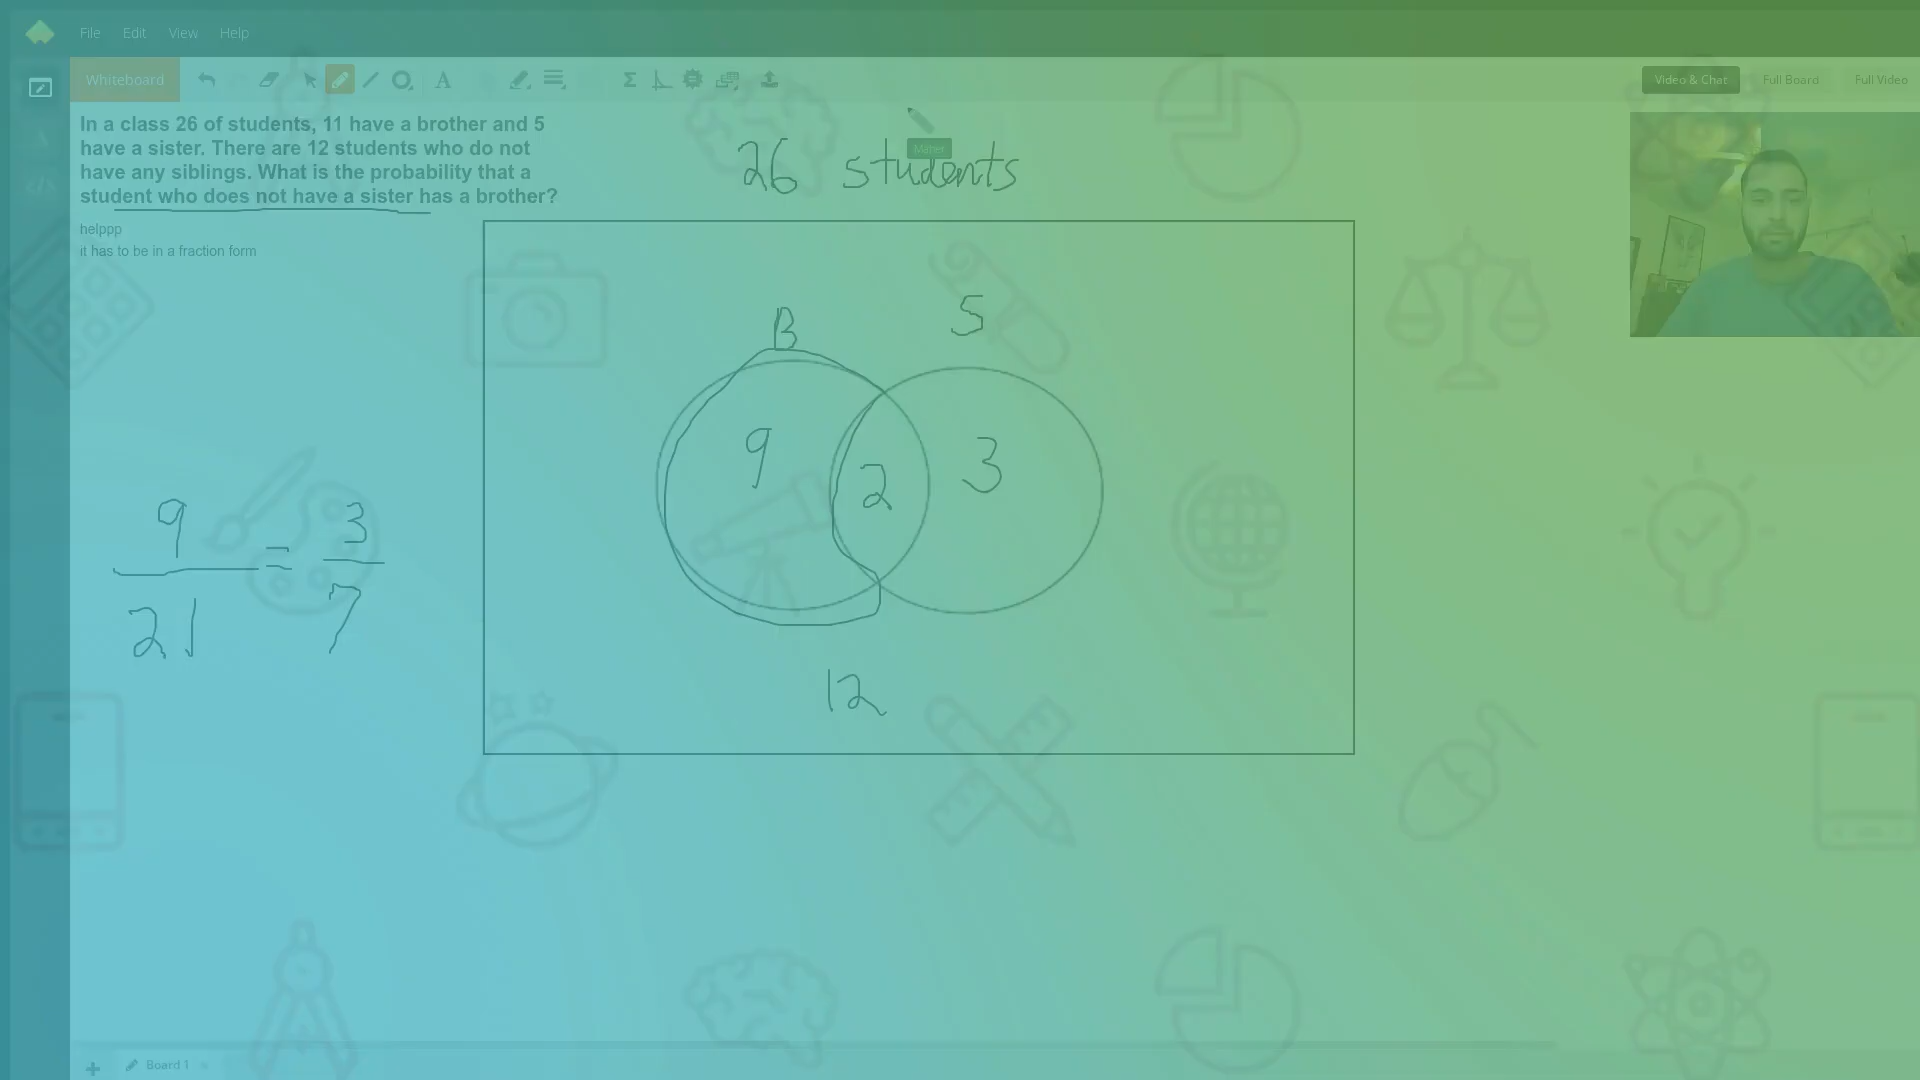 File Edit View Help
Whiteboard
Video & Chat Full Board Full Video
In a class 26 of students, 11 have a brother and 5
have a sister. There are 12 students who do not
have any siblings. What is the probability that a
student who does not have a sister has a brother?
helppp
it has to be in a fraction form
26 students
B S
9 2 3
12
9 = 3
21 7
Board 1